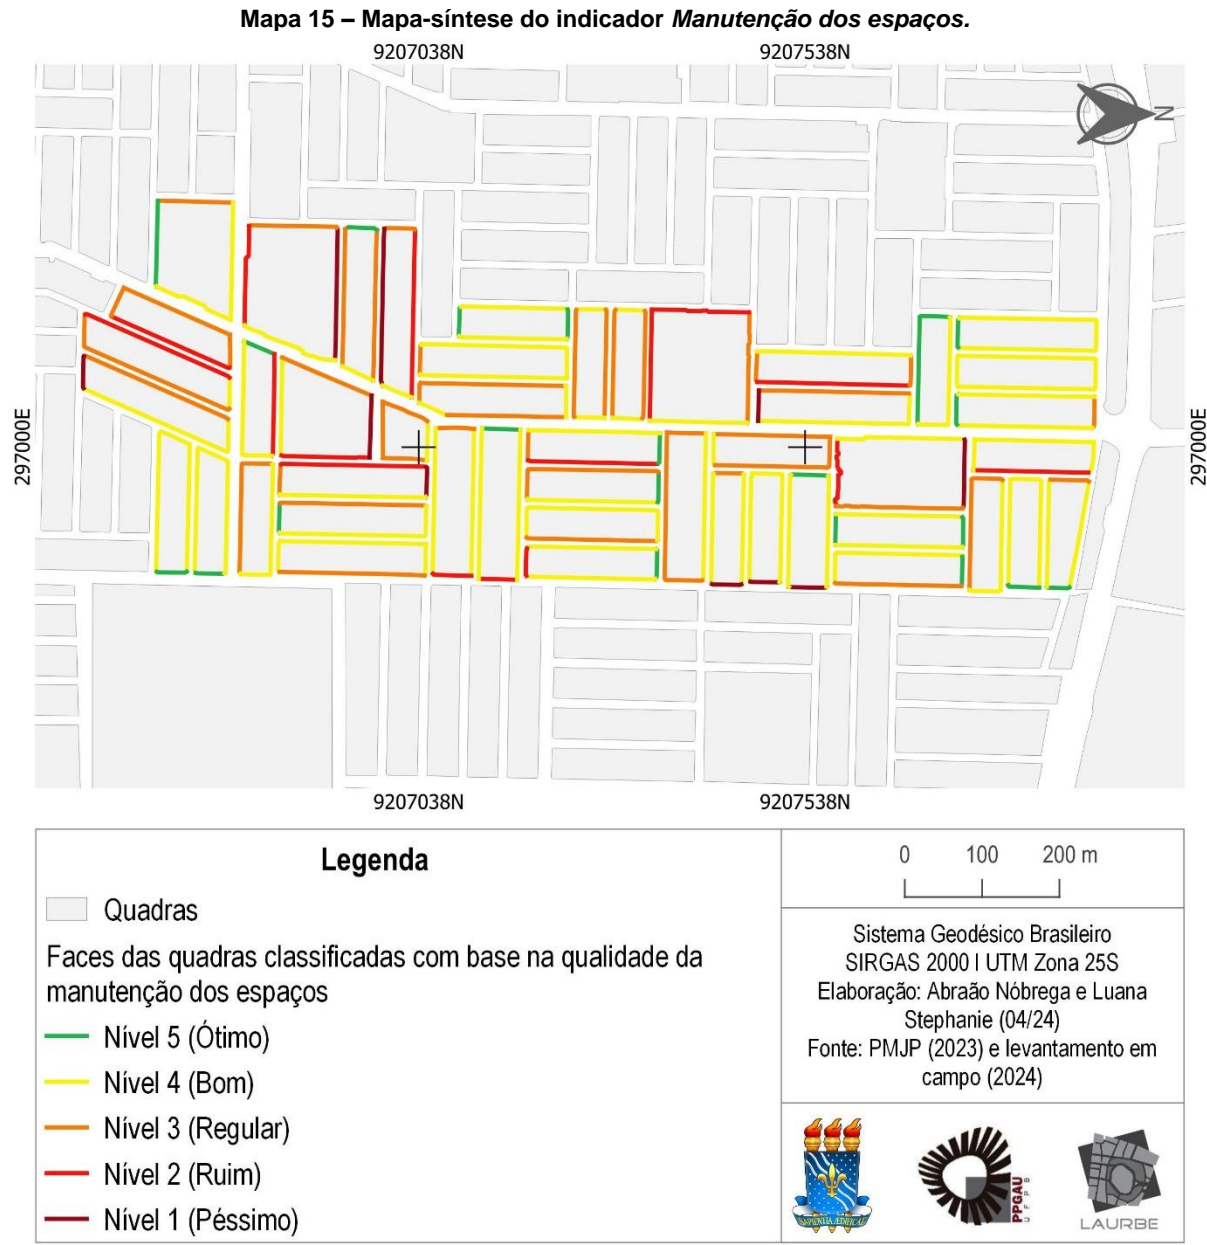 Mapa 15 – Mapa-síntese do indicador Manutenção dos espaços.
9207038N 9207538N
N
297000E 297000E
9207038N 9207538N
Legenda
Quadras
Faces das quadras classificadas com base na qualidade da
manutenção dos espaços
Nível 5 (Ótimo)
Nível 4 (Bom)
Nível 3 (Regular)
Nível 2 (Ruim)
Nível 1 (Péssimo)
0 100 200 m
Sistema Geodésico Brasileiro
SIRGAS 2000 I UTM Zona 25S
Elaboração: Abraão Nóbrega e Luana
Stephanie (04/24)
Fonte: PMJP (2023) e levantamento em
campo (2024)
SAPIENTIA ÆDIFICAT
PPGAU
UFPB
LAURBE